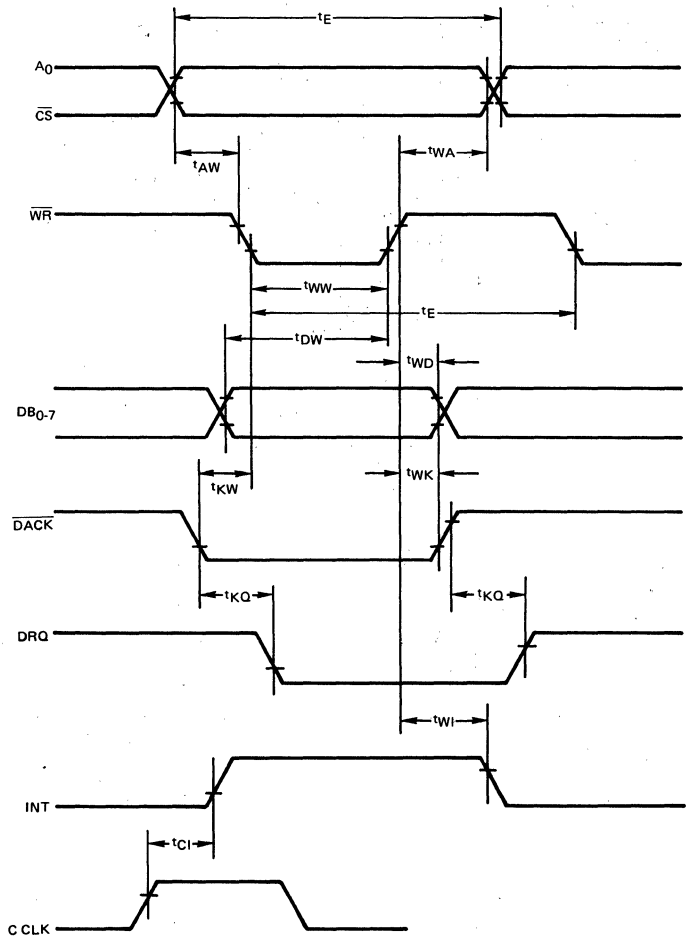 tE
A0
CS
tAW
tWA
WR
tWW
tE
tDW
tWD
DB0-7
tKW
tWK
DACK
tKQ
tKQ
DRQ
tWI
INT
tCI
C CLK